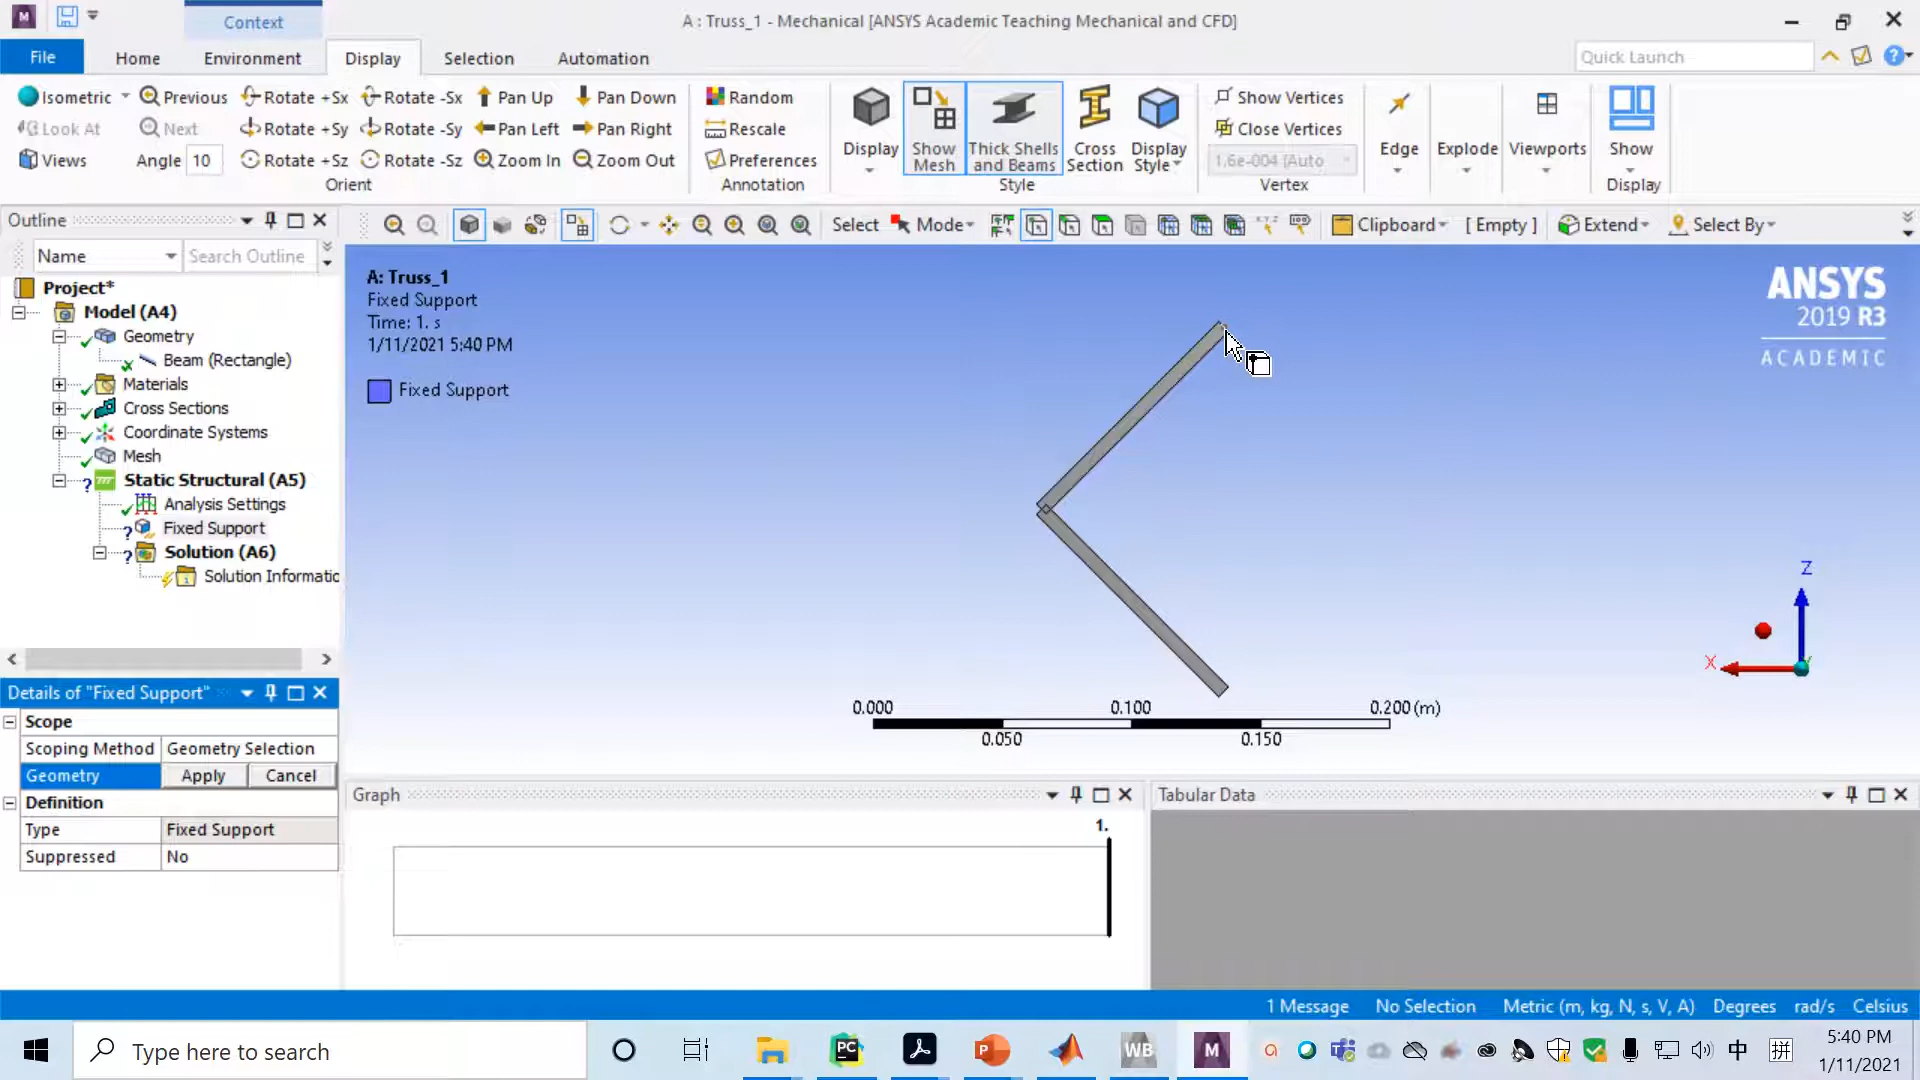 Context
A : Truss_1 - Mechanical [ANSYS Academic Teaching Mechanical and CFD]
File
Home
Environment
Display
Selection
Automation
Quick Launch
Isometric
Previous
Rotate +Sx
Rotate -Sx
Pan Up
Pan Down
Random
Show Vertices
Look At
Next
Rotate +Sy
Rotate -Sy
Pan Left
Pan Right
Rescale
Close Vertices
Views
Angle 10
Rotate +Sz
Rotate -Sz
Zoom In
Zoom Out
Preferences
Display
Show
Mesh
Thick Shells
and Beams
Cross
Section
Display
Style
1.6e-004 (Auto
Edge
Explode
Viewports
Show
Orient
Annotation
Style
Vertex
Display
Outline
Name
Search Outline
Select
Mode
Clipboard
[ Empty ]
Extend
Select By
Project*
Model (A4)
Geometry
Beam (Rectangle)
Materials
Cross Sections
Coordinate Systems
Mesh
Static Structural (A5)
Analysis Settings
Fixed Support
Solution (A6)
Solution Informatic
A: Truss_1
Fixed Support
Time: 1. s
1/11/2021 5:40 PM
Fixed Support
ANSYS
2019 R3
ACADEMIC
Z
X
0.000
0.100
0.200 (m)
0.050
0.150
Details of "Fixed Support"
Scope
Scoping Method
Geometry Selection
Geometry
Apply
Cancel
Definition
Type
Fixed Support
Suppressed
No
Graph
1.
Tabular Data
1 Message
No Selection
Metric (m, kg, N, s, V, A)
Degrees
rad/s
Celsius
Type here to search
PC
P
WB
M
中
拼
5:40 PM
1/11/2021